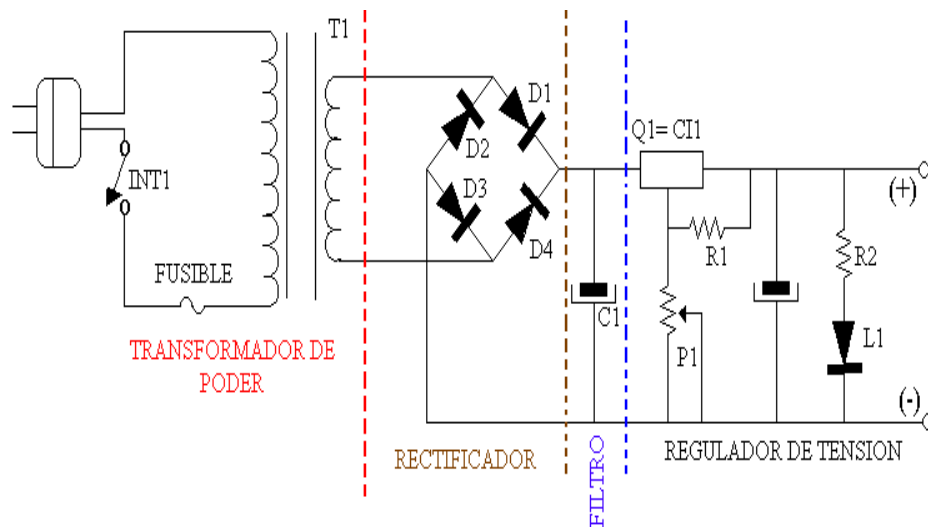 T1
INT1
FUSIBLE
TRANSFORMADOR DE
PODER
D1
D2
D3
D4
RECTIFICADOR
C1
FILTRO
Q1= CI1
R1
P1
R2
L1
(+)
(-)
REGULADOR DE TENSION